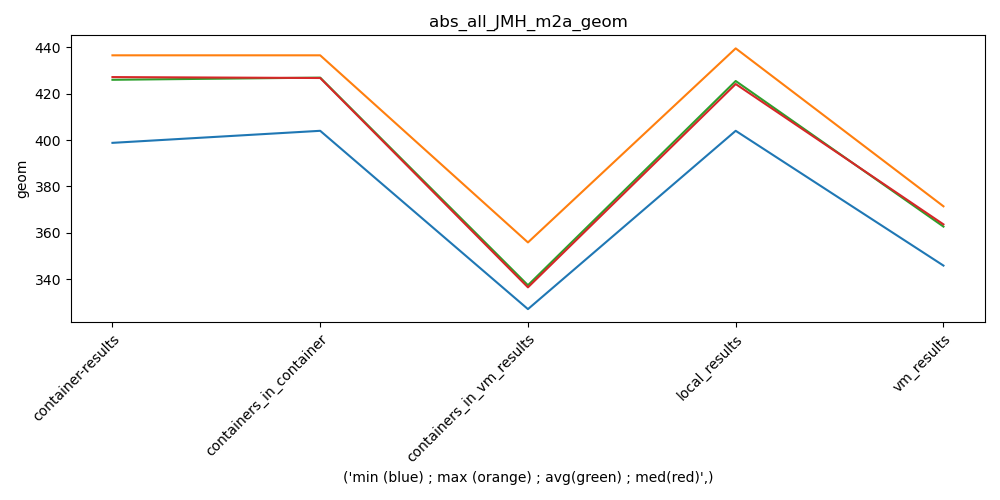 abs_all_JMH_m2a_geom
440
420
400
380
360
340
geom
container-results
containers_in_container
containers_in_vm_results
local_results
vm_results
('min (blue) ; max (orange) ; avg(green) ; med(red)',)